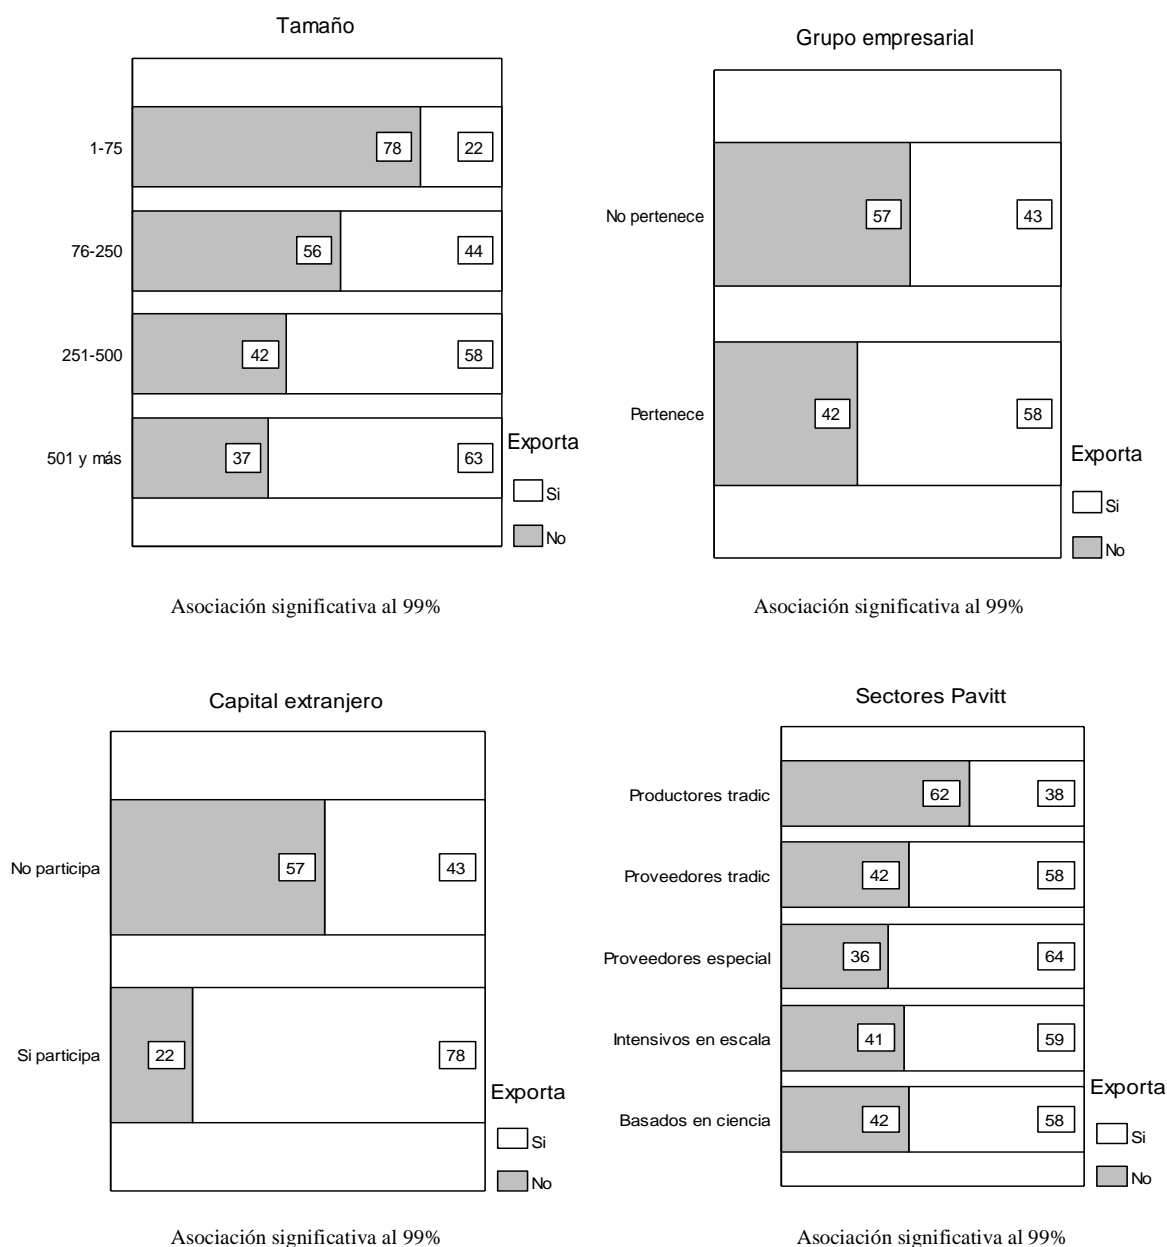 Tamaño
1-75
78
22
76-250
56
44
251-500
42
58
501 y más
37
63
Exporta
Si
No
Asociación significativa al 99%
Grupo empresarial
No pertenece
57
43
Pertenece
42
58
Exporta
Si
No
Asociación significativa al 99%
Capital extranjero
No participa
57
43
Si participa
22
78
Exporta
Si
No
Asociación significativa al 99%
Sectores Pavitt
Productores tradic
62
38
Proveedores tradic
42
58
Proveedores especial
36
64
Intensivos en escala
41
59
Basados en ciencia
42
58
Exporta
Si
No
Asociación significativa al 99%